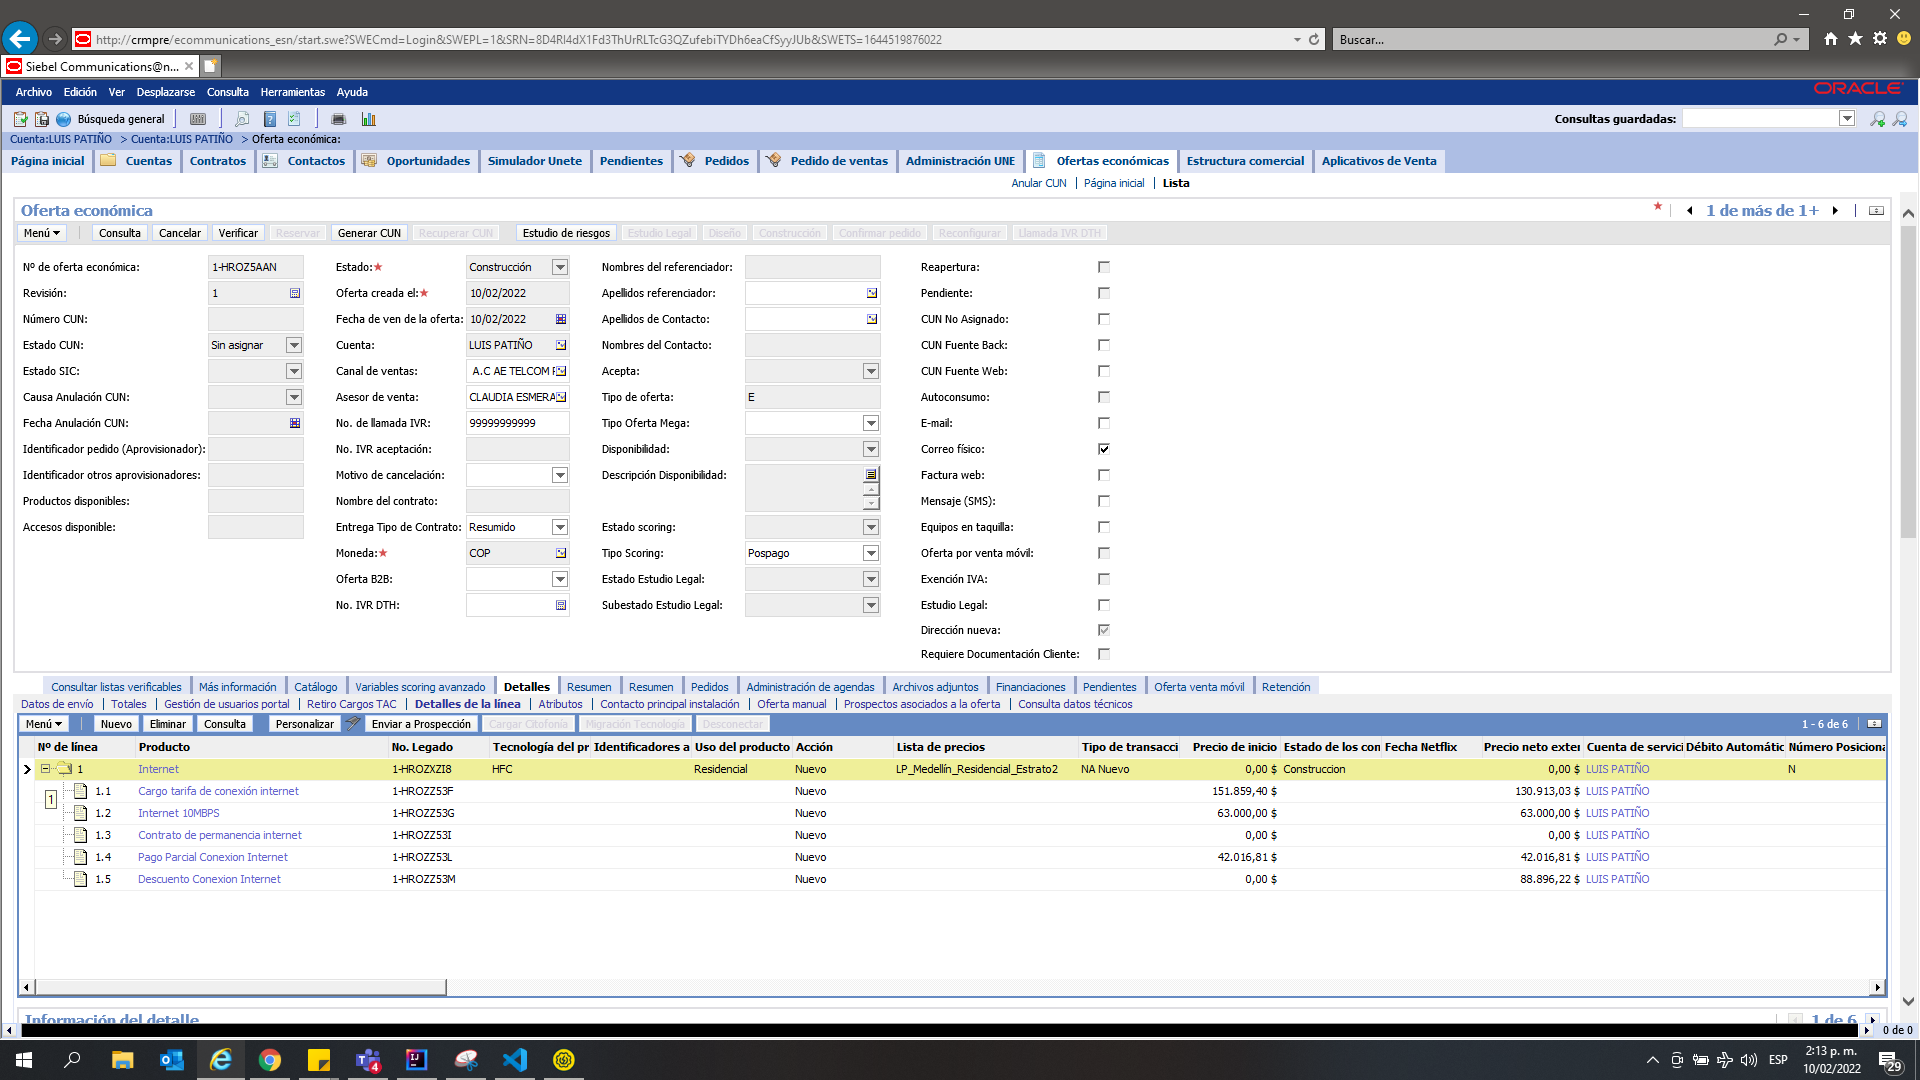 http://crmpre/ecommunications_esn/start.swe?SWECmd=Login&SWEPL=1&SRN=8D4Rl4dX1Fd3ThUrRLTcG3QZufebiTYDh6eaCfSyyJUb&SWETS=1644519876022
Buscar...
Siebel Communications@n...
Archivo Edición Ver Desplazarse Consulta Herramientas Ayuda
ORACLE
Búsqueda general
Consultas guardadas:
Cuenta:LUIS PATIÑO > Cuenta:LUIS PATIÑO > Oferta económica:
Página inicial Cuentas Contratos Contactos Oportunidades Simulador Unete Pendientes Pedidos Pedido de ventas Administración UNE Ofertas económicas Estructura comercial Aplicativos de Venta
Anular CUN | Página inicial | Lista
Oferta económica
1 de más de 1+
Menú Consulta Cancelar Verificar Reservar Generar CUN Recuperar CUN Estudio de riesgos Estudio Legal Diseño Construcción Confirmar pedido Reconfigurar Llamada IVR DTH
Nº de oferta económica: 1-HROZ5AAN Estado: Construcción Nombres del referenciador: Reapertura:
Revisión: 1 Oferta creada el: 10/02/2022 Apellidos referenciador: Pendiente:
Número CUN: Fecha de ven de la oferta: 10/02/2022 Apellidos de Contacto: CUN No Asignado:
Estado CUN: Sin asignar Cuenta: LUIS PATIÑO Nombres del Contacto: CUN Fuente Back:
Estado SIC: Canal de ventas: A.C AE TELCOM Acepta: CUN Fuente Web:
Causa Anulación CUN: Asesor de venta: CLAUDIA ESMERA Tipo de oferta: E Autoconsumo:
Fecha Anulación CUN: No. de llamada IVR: 99999999999 Tipo Oferta Mega: E-mail:
Identificador pedido (Aprovisionador): No. IVR aceptación: Disponibilidad: Correo físico:
Identificador otros aprovisionadores: Motivo de cancelación: Descripción Disponibilidad: Factura web:
Productos disponibles: Nombre del contrato: Mensaje (SMS):
Accesos disponible: Entrega Tipo de Contrato: Resumido Estado scoring: Equipos en taquilla:
Moneda: COP Tipo Scoring: Pospago Oferta por venta móvil:
Oferta B2B: Estado Estudio Legal: Exención IVA:
No. IVR DTH: Subestado Estudio Legal: Estudio Legal:
Dirección nueva:
Requiere Documentación Cliente:
Consultar listas verificables Más información Catálogo Variables scoring avanzado Detalles Resumen Resumen Pedidos Administración de agendas Archivos adjuntos Financiaciones Pendientes Oferta venta móvil Retención
Datos de envío | Totales | Gestión de usuarios portal | Retiro Cargos TAC | Detalles de la línea | Atributos | Contacto principal instalación | Oferta manual | Prospectos asociados a la oferta | Consulta datos técnicos
Menú Nuevo Eliminar Consulta Personalizar Enviar a Prospección Cargar Citofonía Migración Tecnología Desconectar 1 - 6 de 6
Nº de línea Producto No. Legado Tecnología del pr Identificadores a Uso del producto Acción Lista de precios Tipo de transacci Precio de inicio Estado de los con Fecha Netflix Precio neto exter Cuenta de servici Débito Automátic Número Posiciona
1 Internet 1-HROZXZI8 HFC Residencial Nuevo LP_Medellín_Residencial_Estrato2 NA Nuevo 0,00 $ Construccion 0,00 $ LUIS PATIÑO N
1.1 Cargo tarifa de conexión internet 1-HROZZ53F Nuevo 151.859,40 $ 130.913,03 $ LUIS PATIÑO
1
1.2 Internet 10MBPS 1-HROZZ53G Nuevo 63.000,00 $ 63.000,00 $ LUIS PATIÑO
1.3 Contrato de permanencia internet 1-HROZZ53I Nuevo 0,00 $ 0,00 $ LUIS PATIÑO
1.4 Pago Parcial Conexion Internet 1-HROZZ53L Nuevo 42.016,81 $ 42.016,81 $ LUIS PATIÑO
1.5 Descuento Conexion Internet 1-HROZZ53M Nuevo 0,00 $ 88.896,22 $ LUIS PATIÑO
Información del detalle
1 de 6
0 de 0
4
ESP
2:13 p. m.
10/02/2022
29